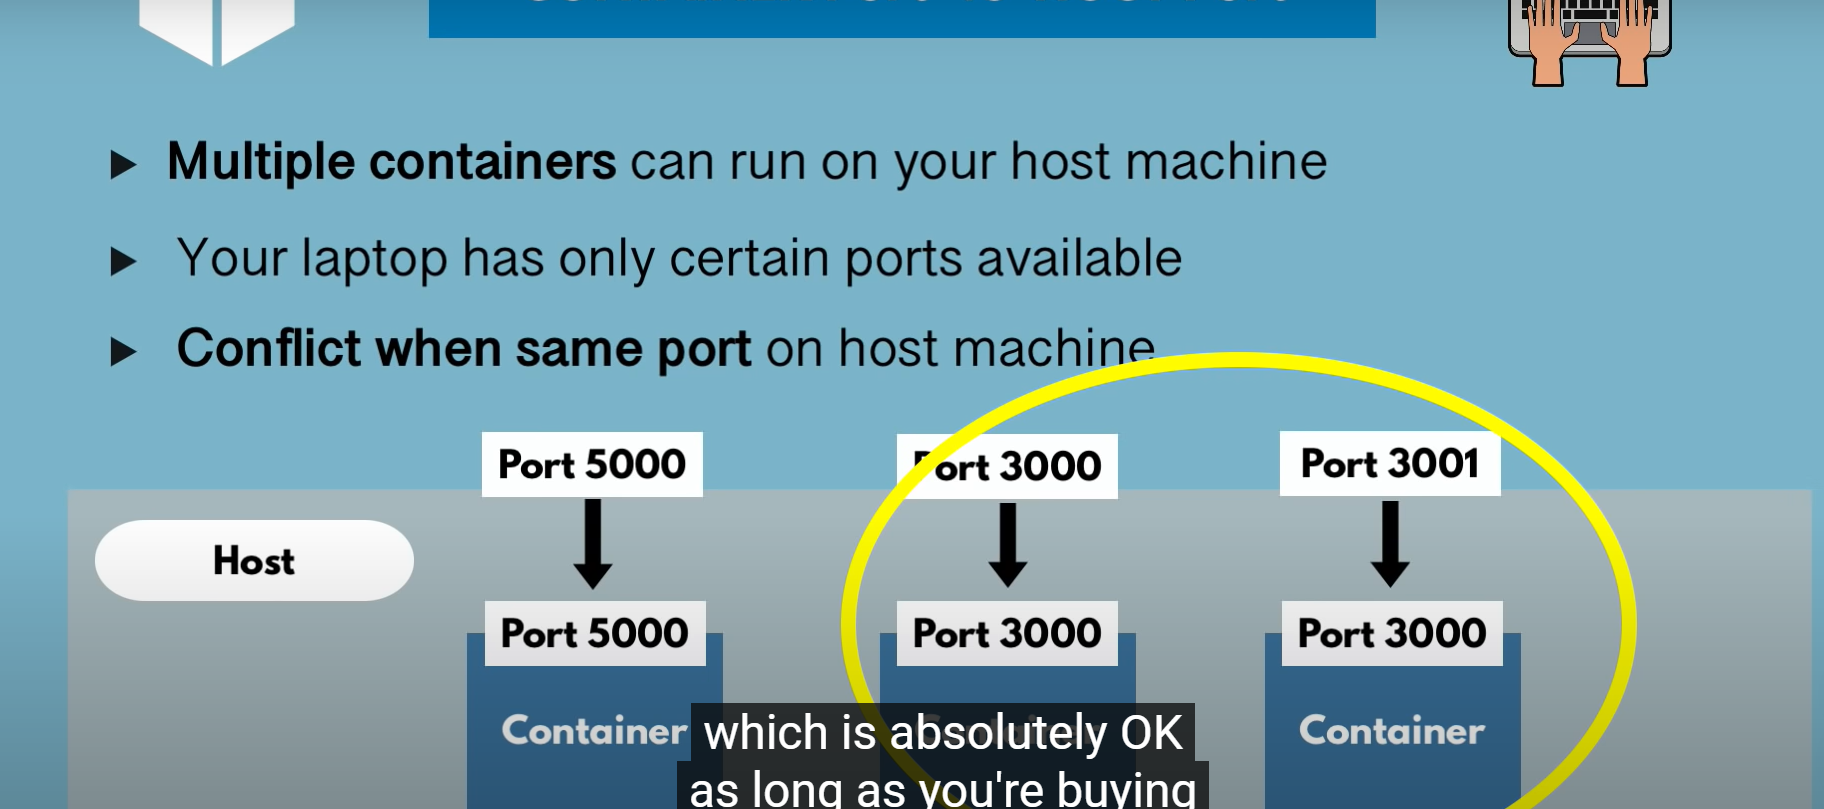 Multiple containers can run on your host machine
Your laptop has only certain ports available
Conflict when same port on host machine
Port 5000
Port 3000
Port 3001
Host
Port 5000
Port 3000
Port 3000
Container
Container
Container
which is absolutely OK
as long as you're buying